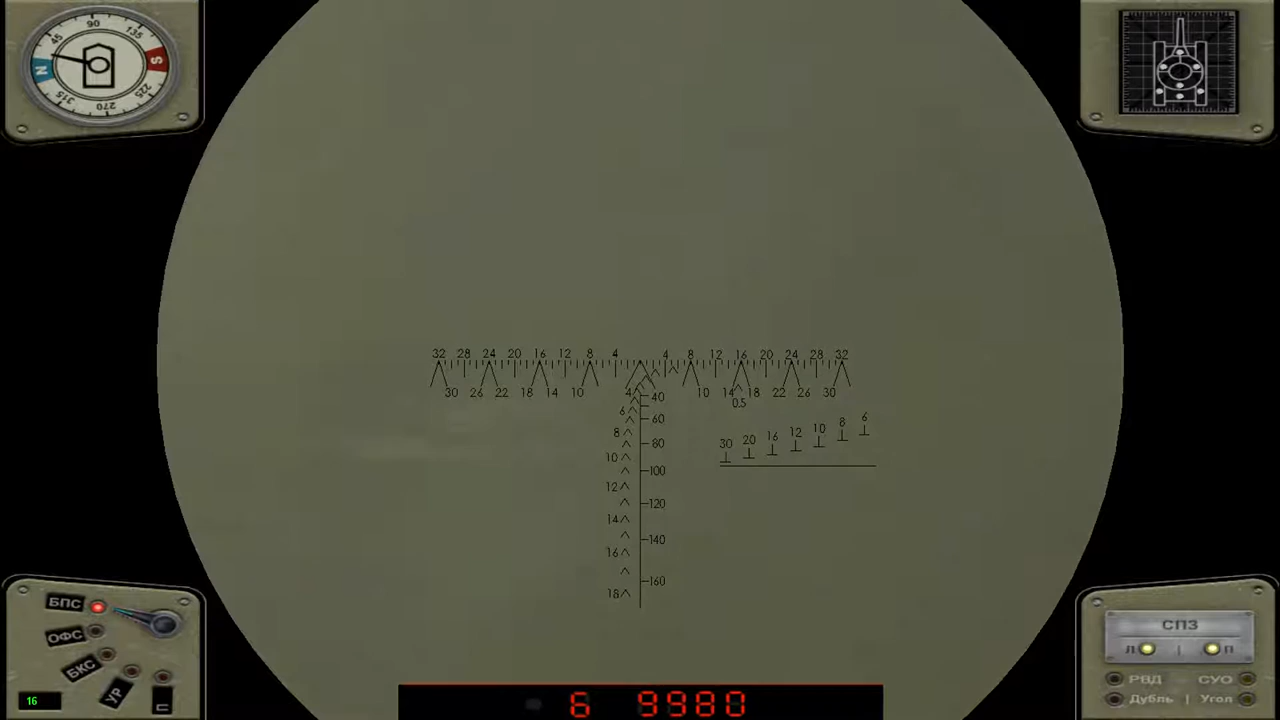 45 90 135
N S
315 270 225
32 28 24 20 16 12 8 4 4 8 12 16 20 24 28 32
30 26 22 18 14 10 4 10 14 18 22 26 30
40
0.5
6 60
8 80
10 100
12 120
14 140
16 160
18
30 20 16 12 10 8 6
БПС
ОФС
БКС
УР
П
16
6 9980
СПЗ
Л | П
РВД СУО
Дубль | Угол